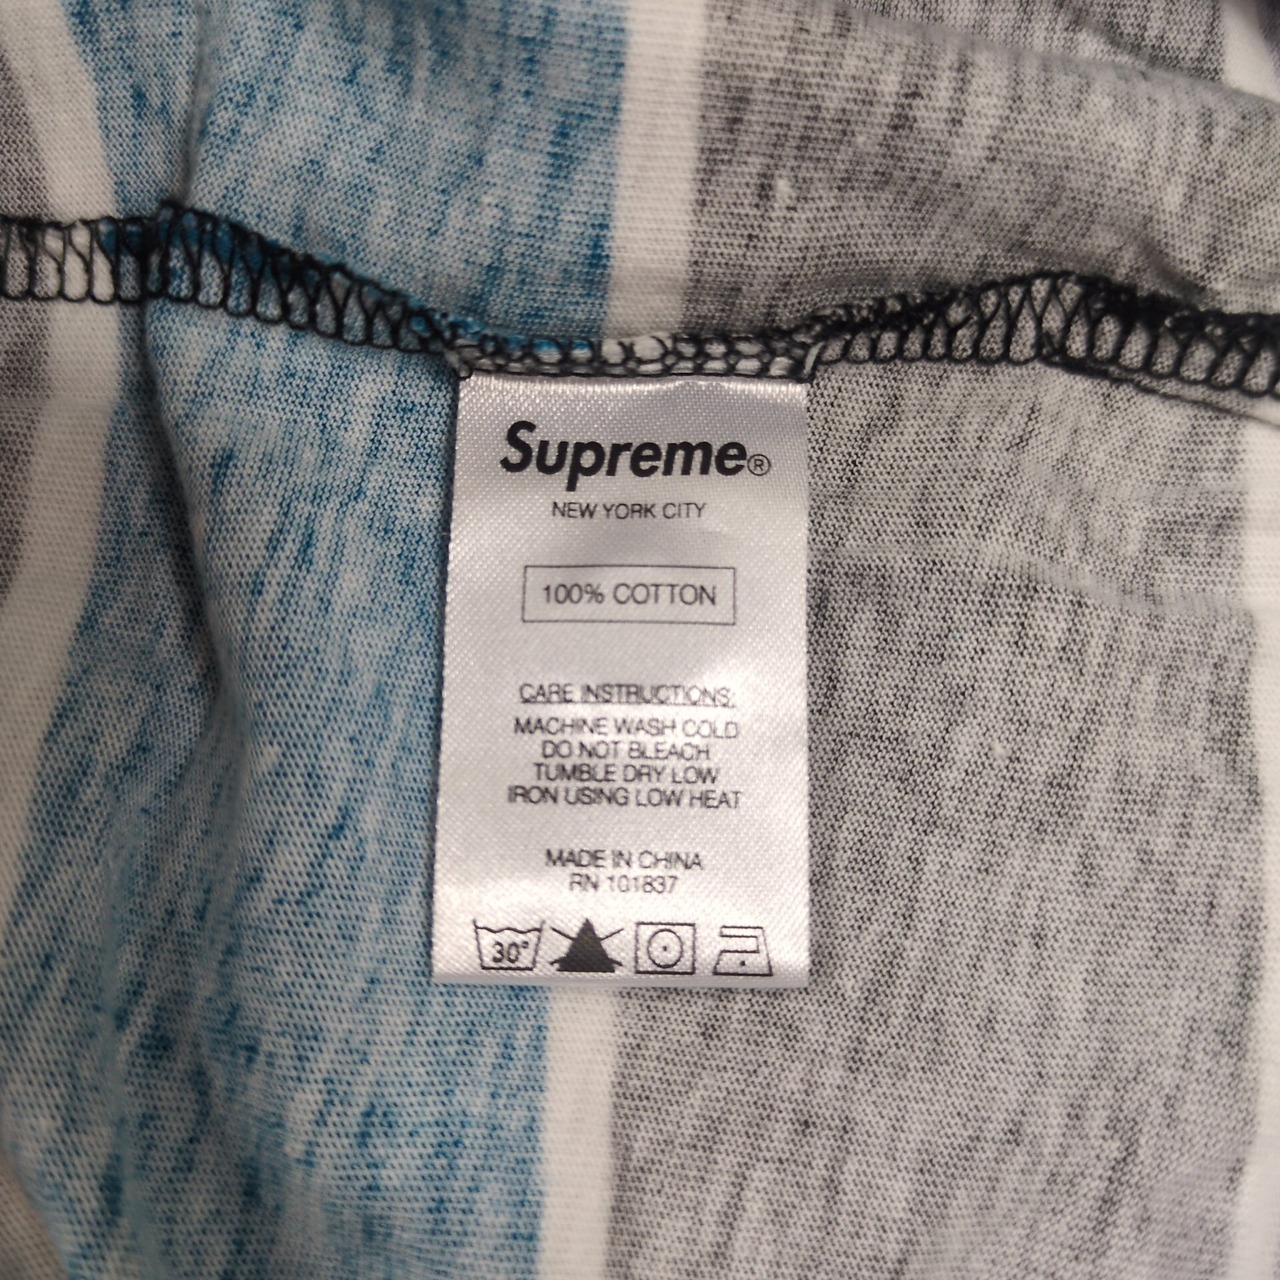 Supreme®
NEW YORK CITY
100% COTTON
CARE INSTRUCTIONS:
MACHINE WASH COLD
DO NOT BLEACH
TUMBLE DRY LOW
IRON USING LOW HEAT
MADE IN CHINA
RN 101837
30°